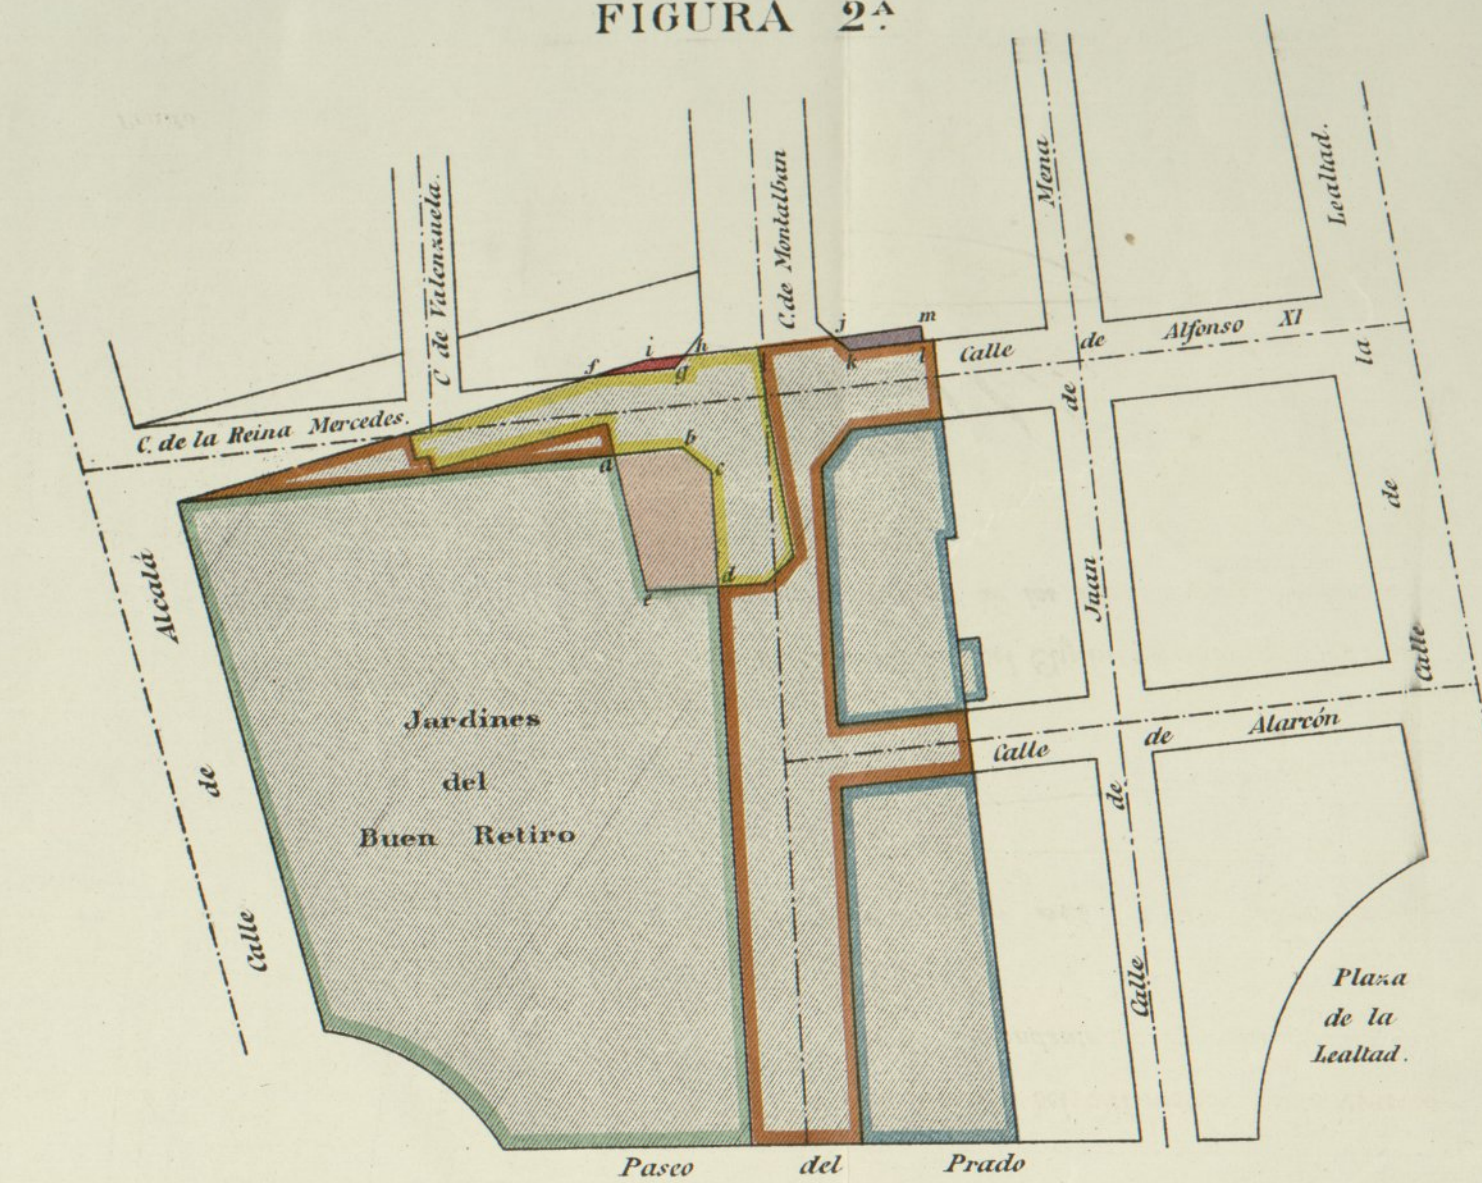 FIGURA 2ᴬ
Mena
Lealtad.
C. de Montalban
C de Valenzuela.
j
m
i
h
f
g
k
l
Calle de Alfonso XI
C. de la Reina Mercedes.
a
b
c
a
d
e
Calle de Juan de
Calle de la
Calle de Alcalá
Jardines
del
Buen Retiro
Calle de Alarcón
Plaza
de la
Lealtad.
Paseo del Prado